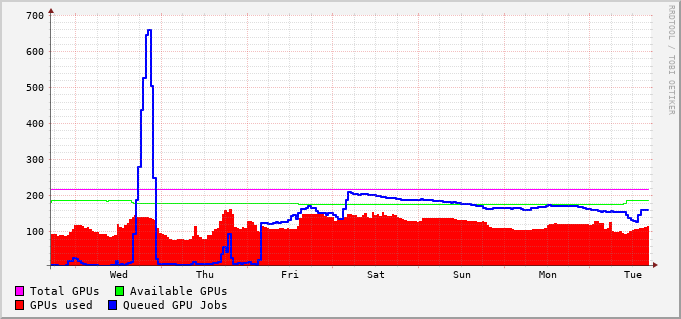 700
600
500
400
300
200
100
Wed Thu Fri Sat Sun Mon Tue
Total GPUs Available GPUs
GPUs used Queued GPU Jobs
RRDTOOL / TOBI OETIKER